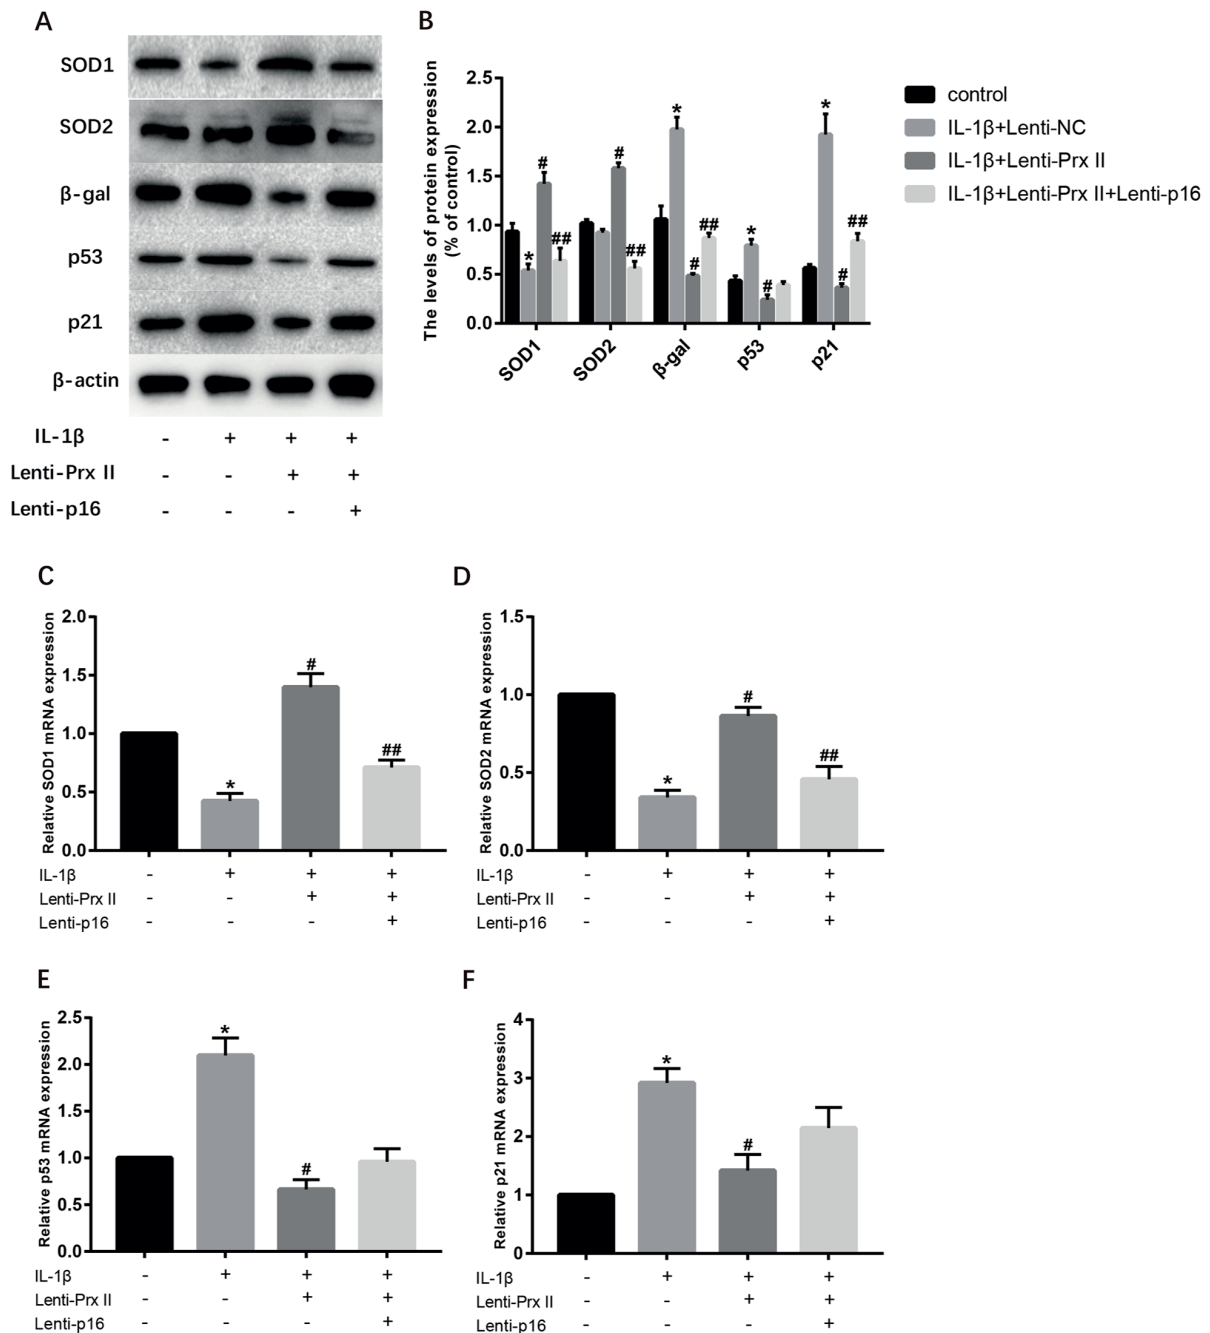 A
SOD1
SOD2
β-gal
p53
p21
β-actin
IL-1β - + + +
Lenti-Prx II - - + +
Lenti-p16 - - - +
B
The levels of protein expression
(% of control)
2.5
2.0
1.5
1.0
0.5
0.0
* # # ## * # ## * # * # ##
SOD1 SOD2 β-gal p53 p21
control
IL-1β+Lenti-NC
IL-1β+Lenti-Prx II
IL-1β+Lenti-Prx II+Lenti-p16
C
Relative SOD1 mRNA expression
2.0
1.5
1.0
0.5
0.0
* # ##
IL-1β - + + +
Lenti-Prx II - - + +
Lenti-p16 - - - +
D
Relative SOD2 mRNA expression
1.5
1.0
0.5
0.0
* # ##
IL-1β - + + +
Lenti-Prx II - - + +
Lenti-p16 - - - +
E
Relative p53 mRNA expression
2.5
2.0
1.5
1.0
0.5
0.0
* #
IL-1β - + + +
Lenti-Prx II - - + +
Lenti-p16 - - - +
F
Relative p21 mRNA expression
4
3
2
1
0
* #
IL-1β - + + +
Lenti-Prx II - - + +
Lenti-p16 - - - +